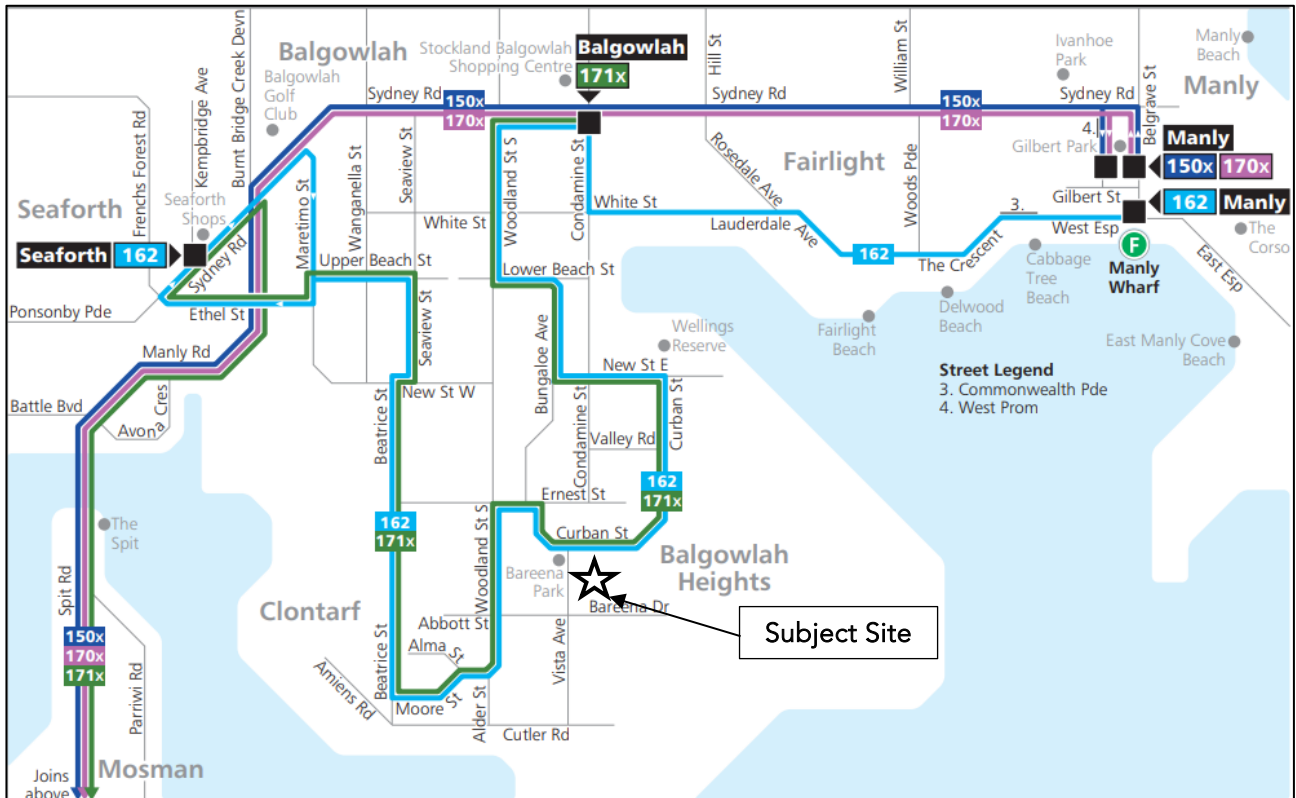 Balgowlah
Stockland Balgowlah
Shopping Centre
Balgowlah
171x
Hill St
William St
Ivanhoe
Park
Manly
Beach
Manly
Kempbridge Ave
Burnt Bridge Creek Devn
Balgowlah
Golf
Club
Sydney Rd
150x
170x
Sydney Rd
150x
170x
Sydney Rd
Belgrave St
4.
Gilbert Park
Manly
150x 170x
Frenchs Forest Rd
Seaforth
Seaforth
Shops
Seaforth 162
Sydney Rd
Maretimo St
Wanganella St
Seaview St
White St
Woodland St S
Condamine St
White St
Rosedale Ave
Fairlight
Lauderdale Ave
Woods Pde
162
The Crescent
3.
Gilbert St
West Esp
162 Manly
F
Manly
Wharf
The
Corso
East Esp
Cabbage
Tree
Beach
Delwood
Beach
Fairlight
Beach
East Manly Cove
Beach
Upper Beach St
Lower Beach St
Ponsonby Pde
Ethel St
Seaview St
Bungaloe Ave
Wellings
Reserve
Manly Rd
New St W
New St E
Street Legend
3. Commonwealth Pde
4. West Prom
Battle Bvd
Avona Cres
Beatrice St
Condamine St
Valley Rd
Curban St
162
171x
Ernest St
Curban St
162
171x
Woodland St S
The
Spit
Bareena
Park
Balgowlah
Heights
Bareena Dr
Subject Site
Spit Rd
Clontarf
Abbott St
Alma St
Vista Ave
150x
170x
171x
Parriwi Rd
Beatrice St
Amiens Rd
Moore St
Alder St
Cutler Rd
Mosman
Joins
above